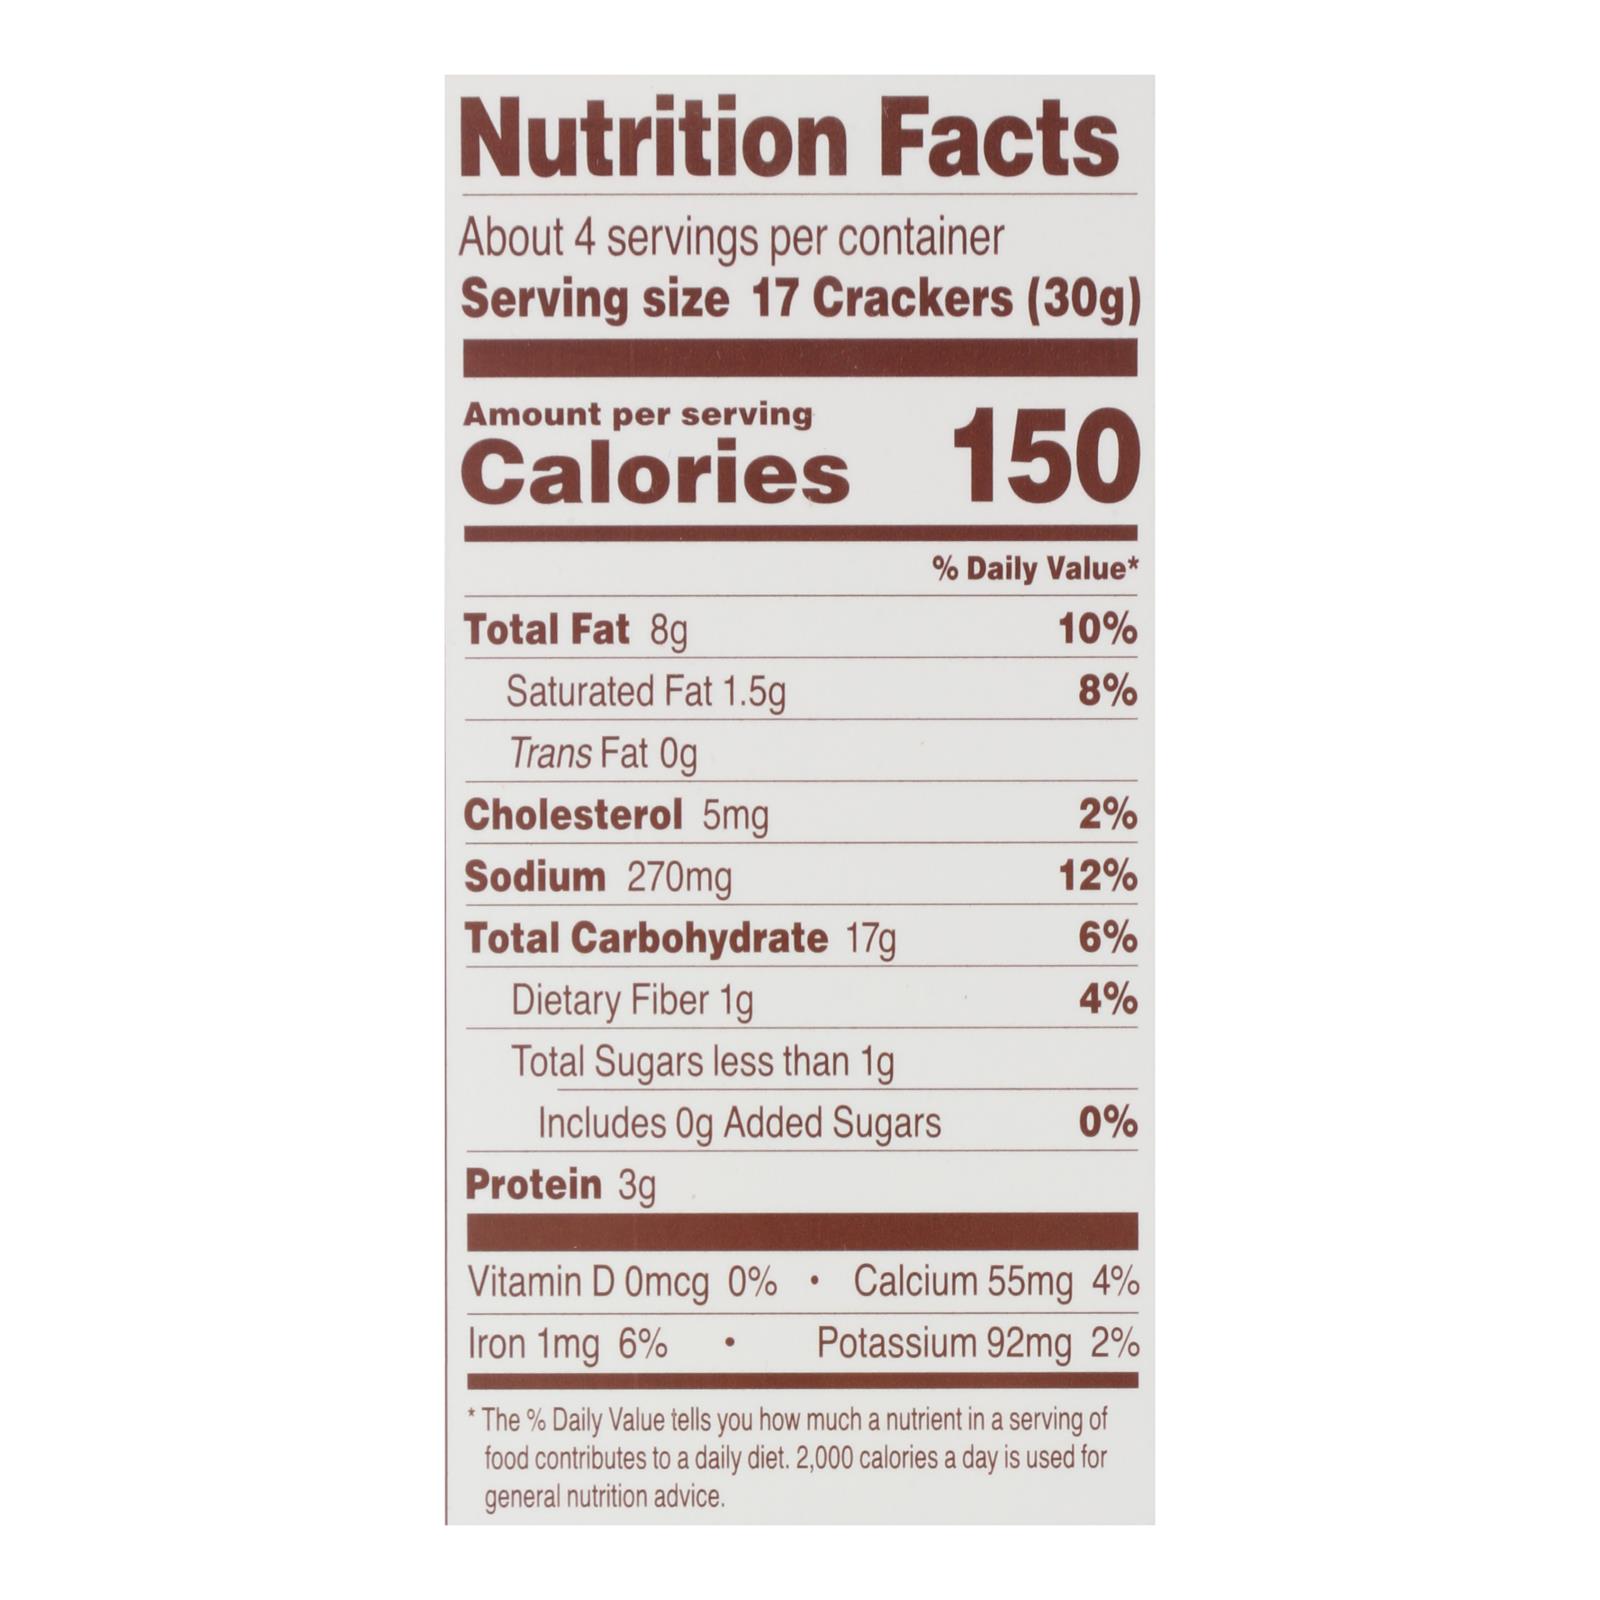 Nutrition Facts
About 4 servings per container
Serving size 17 Crackers (30g)
Amount per serving
Calories 150
% Daily Value*
Total Fat 8g 10%
Saturated Fat 1.5g 8%
Trans Fat 0g
Cholesterol 5mg 2%
Sodium 270mg 12%
Total Carbohydrate 17g 6%
Dietary Fiber 1g 4%
Total Sugars less than 1g
Includes 0g Added Sugars 0%
Protein 3g
Vitamin D 0mcg 0% • Calcium 55mg 4%
Iron 1mg 6% • Potassium 92mg 2%
* The % Daily Value tells you how much a nutrient in a serving of
food contributes to a daily diet. 2,000 calories a day is used for
general nutrition advice.